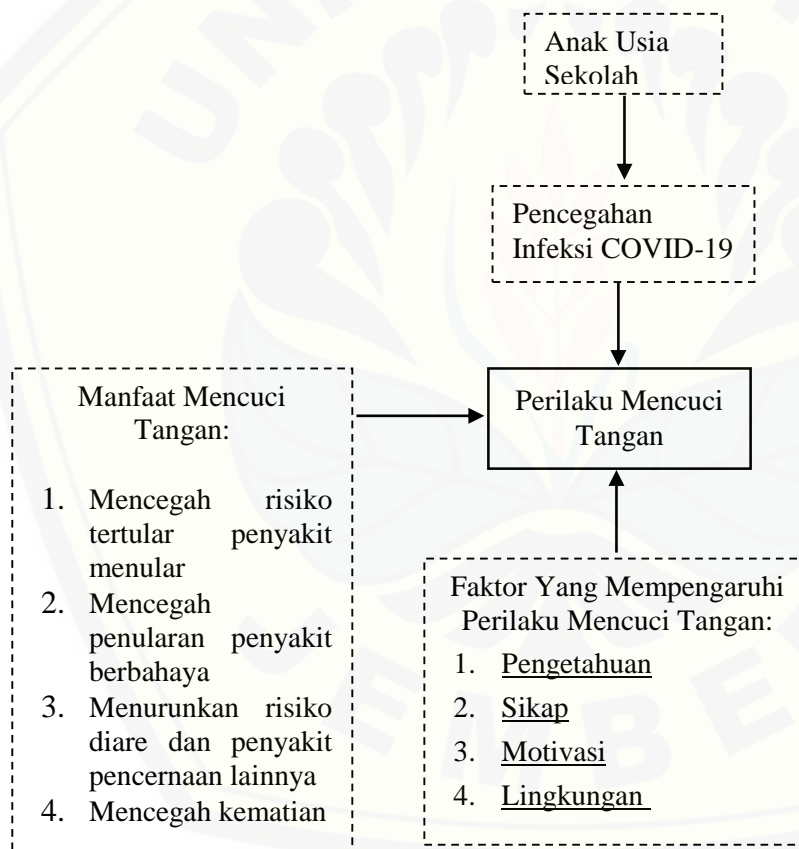 Anak Usia
Sekolah
Pencegahan
Infeksi COVID-19
Manfaat Mencuci
Tangan:
1. Mencegah risiko
tertular penyakit
menular
2. Mencegah
penularan penyakit
berbahaya
3. Menurunkan risiko
diare dan penyakit
pencernaan lainnya
4. Mencegah kematian
Perilaku Mencuci
Tangan
Faktor Yang Mempengaruhi
Perilaku Mencuci Tangan:
1. Pengetahuan
2. Sikap
3. Motivasi
4. Lingkungan